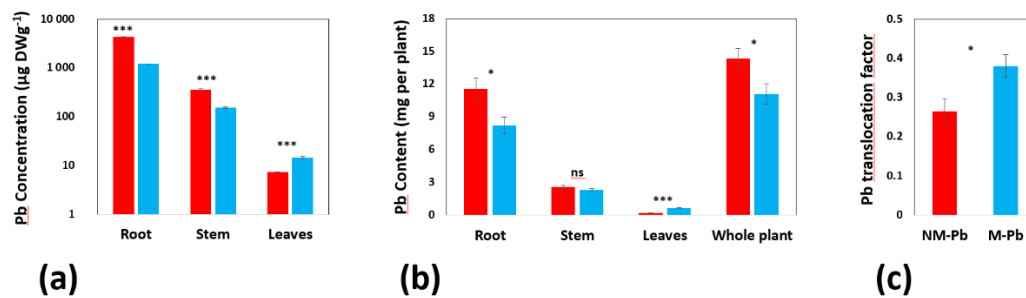 Pb Concentration (µg DWg-1)
10 000
1 000
100
10
1
***
***
***
Root Stem Leaves
(a)
Pb Content (mg per plant)
18
15
12
9
6
3
0
*
ns
***
*
Root Stem Leaves Whole plant
(b)
Pb translocation factor
0.5
0.4
0.3
0.2
0.1
0
*
NM-Pb M-Pb
(c)